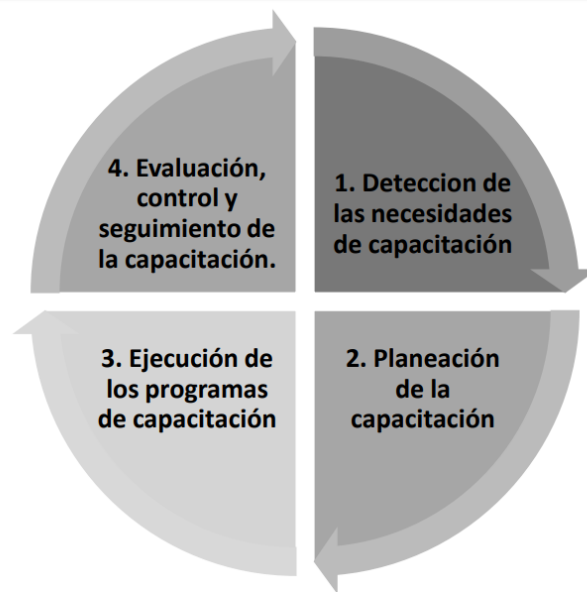 1. Deteccion de
las necesidades
de capacitación
2. Planeación
de la
capacitación
3. Ejecución de
los programas
de capacitación
4. Evaluación,
control y
seguimiento de
la capacitación.